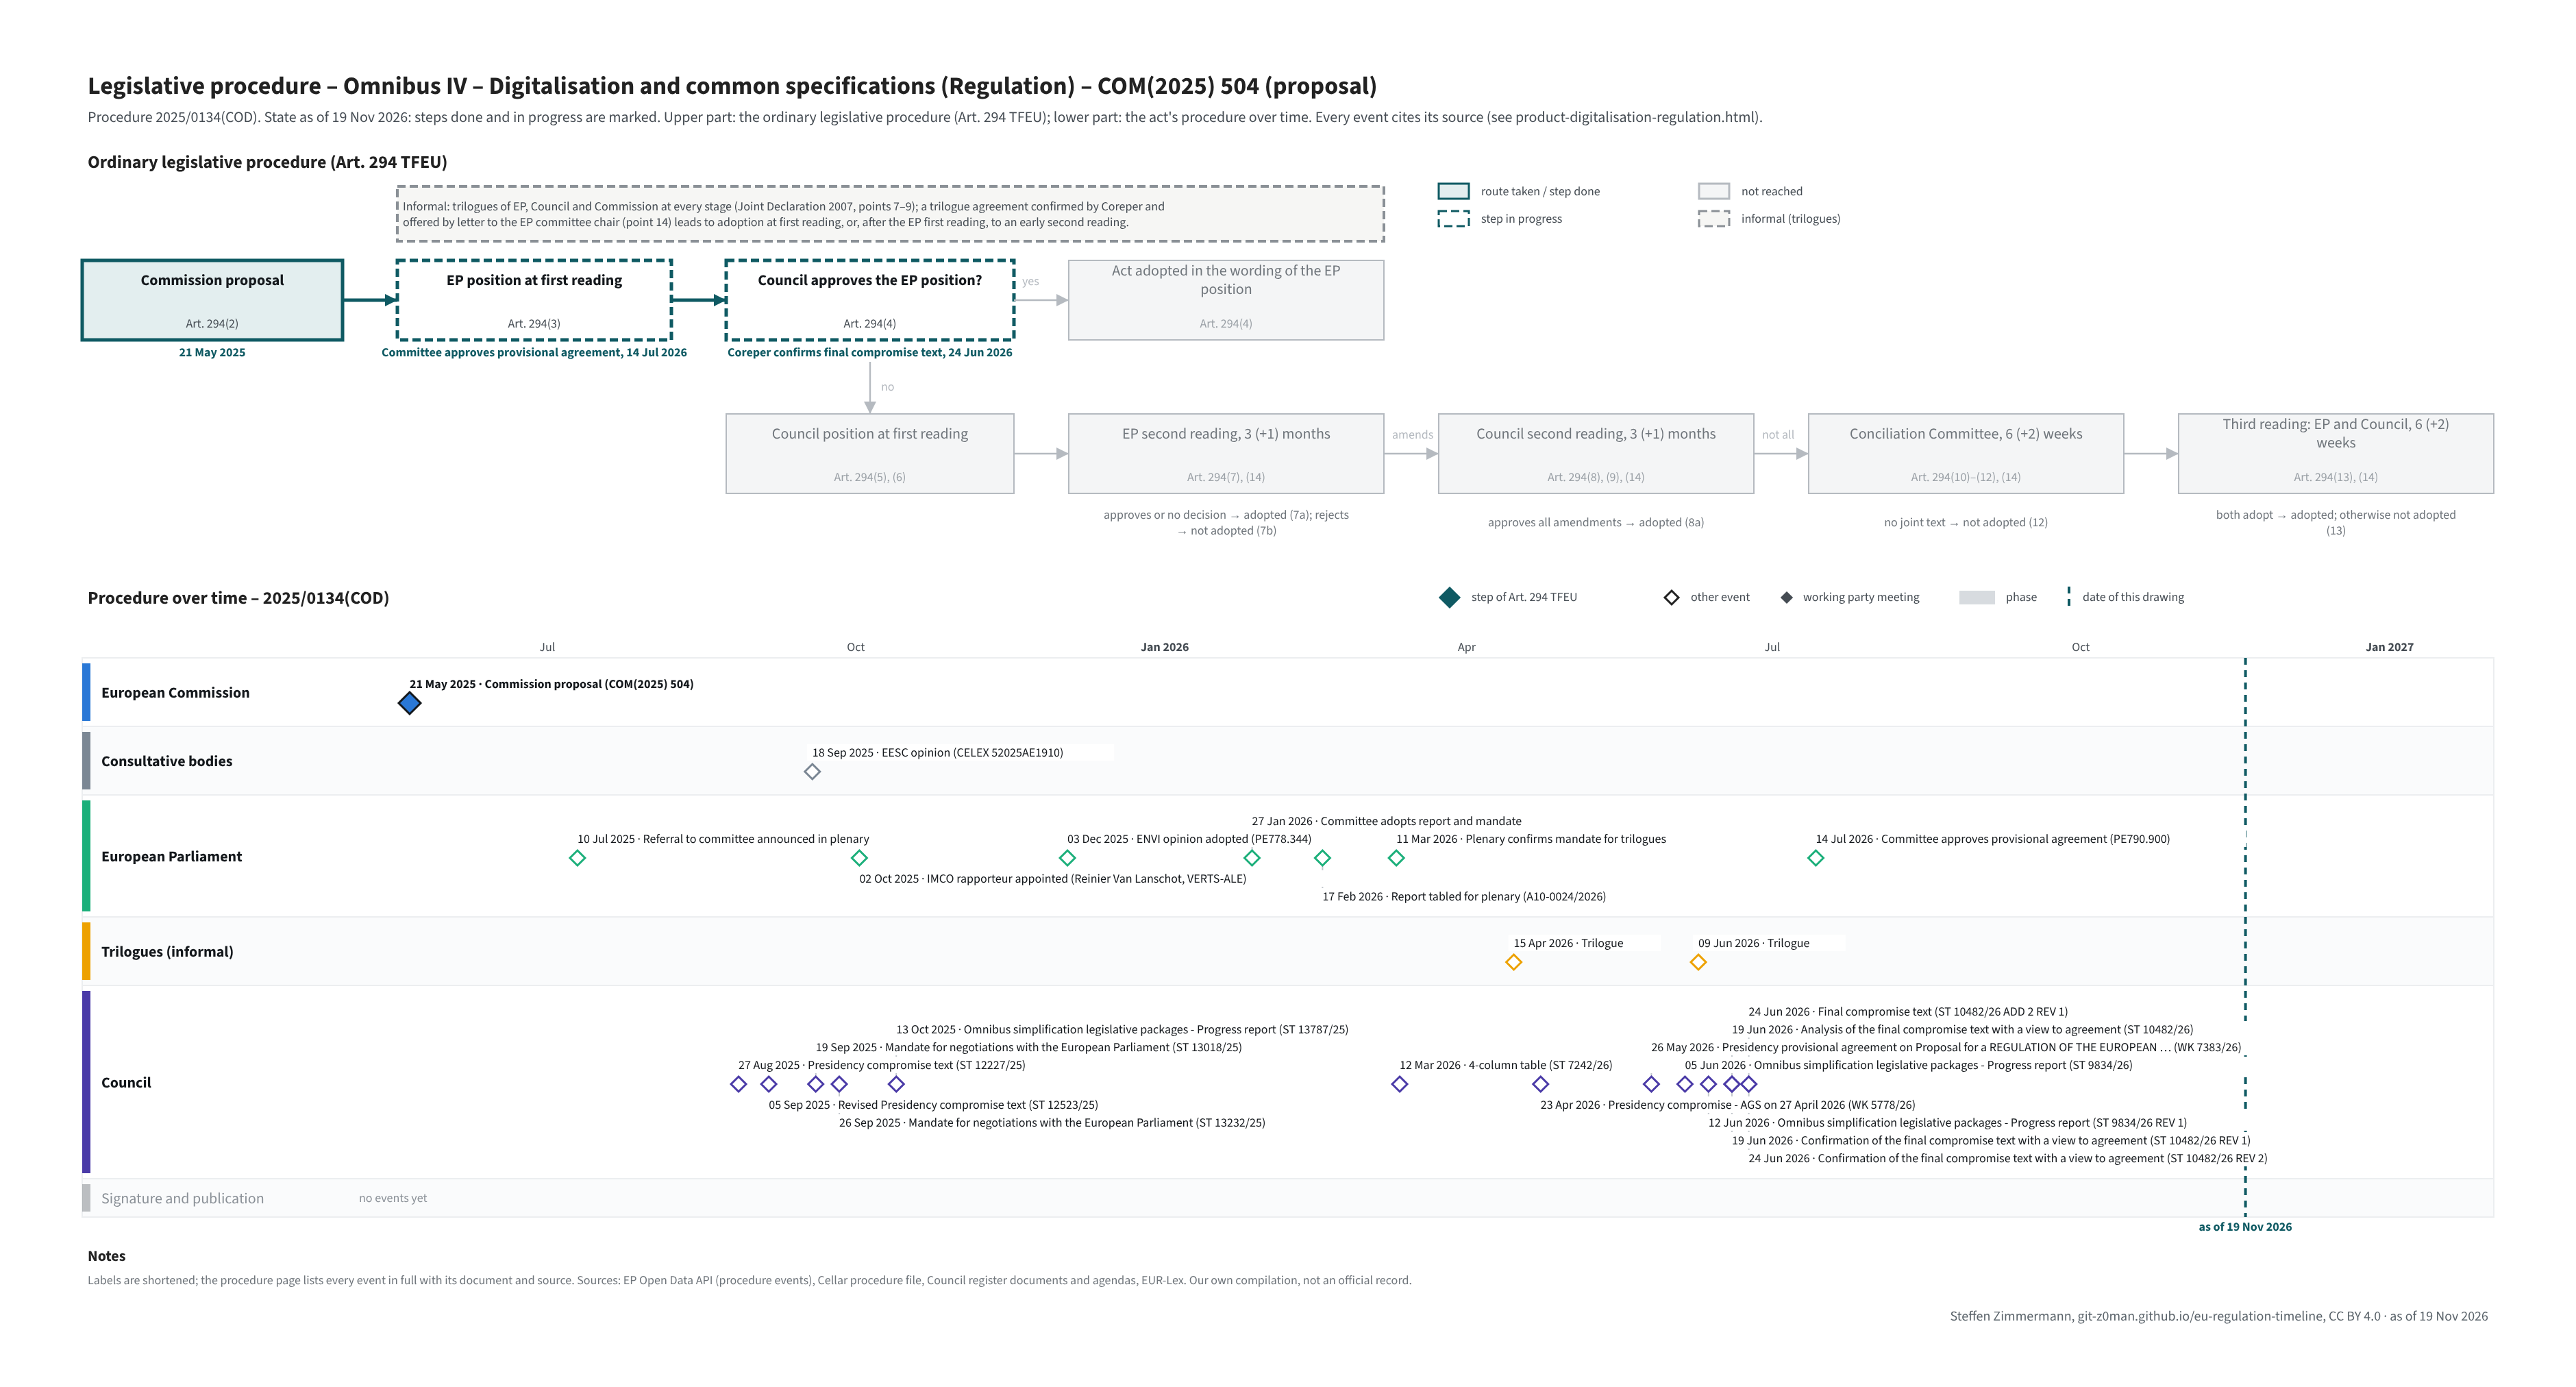 Legislative procedure – Omnibus IV – Digitalisation and common specifications (Regulation) – COM(2025) 504 (proposal)
Procedure 2025/0134(COD). State as of 19 Nov 2026: steps done and in progress are marked. Upper part: the ordinary legislative procedure (Art. 294 TFEU); lower part: the act's procedure over time. Every event cites its source (see product-digitalisation-regulation.html).
Ordinary legislative procedure (Art. 294 TFEU)
Informal: trilogues of EP, Council and Commission at every stage (Joint Declaration 2007, points 7–9); a trilogue agreement confirmed by Coreper and
offered by letter to the EP committee chair (point 14) leads to adoption at first reading, or, after the EP first reading, to an early second reading.
route taken / step done
not reached
step in progress
informal (trilogues)
Commission proposal
Art. 294(2)
21 May 2025
EP position at first reading
Art. 294(3)
Committee approves provisional agreement, 14 Jul 2026
Council approves the EP position?
Art. 294(4)
Coreper confirms final compromise text, 24 Jun 2026
yes
Act adopted in the wording of the EP
position
Art. 294(4)
no
Council position at first reading
Art. 294(5), (6)
EP second reading, 3 (+1) months
Art. 294(7), (14)
approves or no decision → adopted (7a); rejects
→ not adopted (7b)
amends
Council second reading, 3 (+1) months
Art. 294(8), (9), (14)
approves all amendments → adopted (8a)
not all
Conciliation Committee, 6 (+2) weeks
Art. 294(10)–(12), (14)
no joint text → not adopted (12)
Third reading: EP and Council, 6 (+2)
weeks
Art. 294(13), (14)
both adopt → adopted; otherwise not adopted
(13)
Procedure over time – 2025/0134(COD)
step of Art. 294 TFEU
other event
working party meeting
phase
date of this drawing
Jul
Oct
Jan 2026
Apr
Jul
Oct
Jan 2027
European Commission
21 May 2025 · Commission proposal (COM(2025) 504)
Consultative bodies
18 Sep 2025 · EESC opinion (CELEX 52025AE1910)
European Parliament
27 Jan 2026 · Committee adopts report and mandate
10 Jul 2025 · Referral to committee announced in plenary
03 Dec 2025 · ENVI opinion adopted (PE778.344)
11 Mar 2026 · Plenary confirms mandate for trilogues
14 Jul 2026 · Committee approves provisional agreement (PE790.900)
02 Oct 2025 · IMCO rapporteur appointed (Reinier Van Lanschot, VERTS-ALE)
17 Feb 2026 · Report tabled for plenary (A10-0024/2026)
Trilogues (informal)
15 Apr 2026 · Trilogue
09 Jun 2026 · Trilogue
Council
24 Jun 2026 · Final compromise text (ST 10482/26 ADD 2 REV 1)
13 Oct 2025 · Omnibus simplification legislative packages - Progress report (ST 13787/25)
19 Jun 2026 · Analysis of the final compromise text with a view to agreement (ST 10482/26)
19 Sep 2025 · Mandate for negotiations with the European Parliament (ST 13018/25)
26 May 2026 · Presidency provisional agreement on Proposal for a REGULATION OF THE EUROPEAN … (WK 7383/26)
27 Aug 2025 · Presidency compromise text (ST 12227/25)
12 Mar 2026 · 4-column table (ST 7242/26)
05 Jun 2026 · Omnibus simplification legislative packages - Progress report (ST 9834/26)
05 Sep 2025 · Revised Presidency compromise text (ST 12523/25)
23 Apr 2026 · Presidency compromise - AGS on 27 April 2026 (WK 5778/26)
26 Sep 2025 · Mandate for negotiations with the European Parliament (ST 13232/25)
12 Jun 2026 · Omnibus simplification legislative packages - Progress report (ST 9834/26 REV 1)
19 Jun 2026 · Confirmation of the final compromise text with a view to agreement (ST 10482/26 REV 1)
24 Jun 2026 · Confirmation of the final compromise text with a view to agreement (ST 10482/26 REV 2)
Signature and publication
no events yet
as of 19 Nov 2026
Notes
Labels are shortened; the procedure page lists every event in full with its document and source. Sources: EP Open Data API (procedure events), Cellar procedure file, Council register documents and agendas, EUR-Lex. Our own compilation, not an official record.
Steffen Zimmermann, git-z0man.github.io/eu-regulation-timeline, CC BY 4.0 · as of 19 Nov 2026